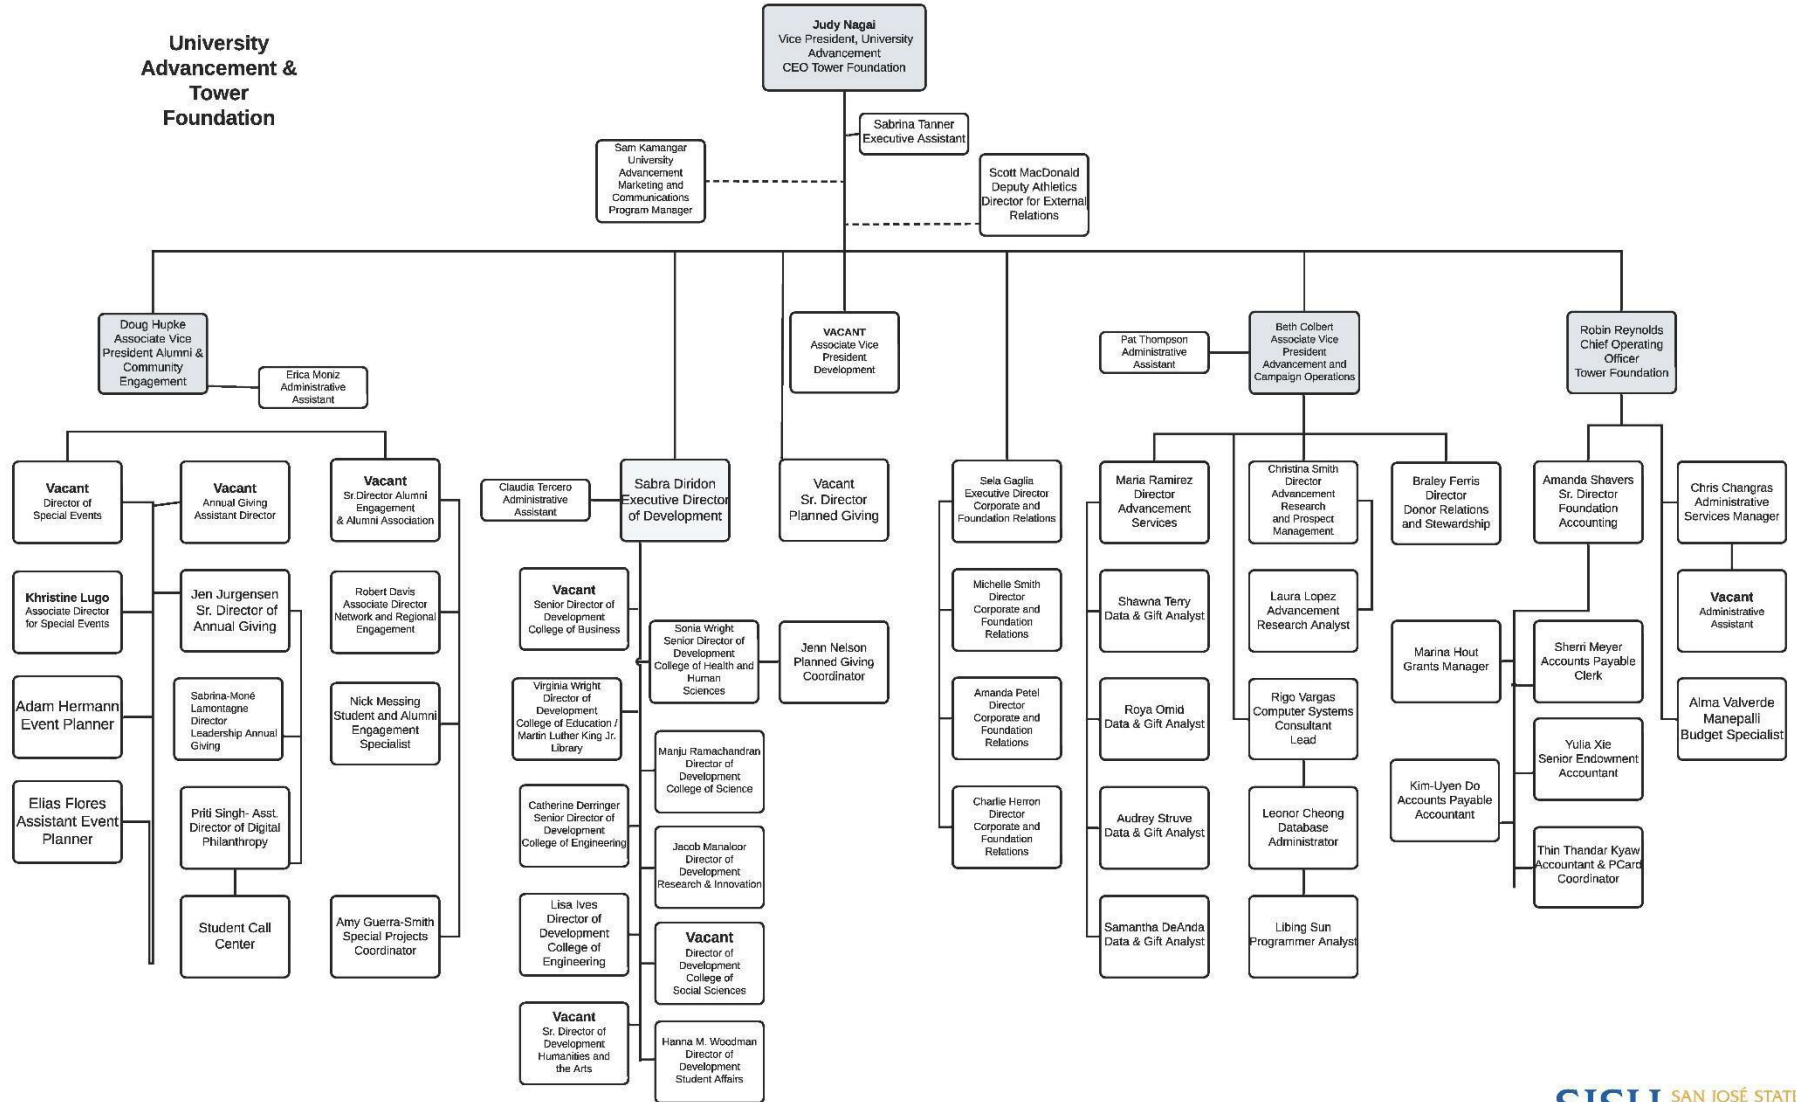 University
Advancement &
Tower
Foundation
Judy Nagai
Vice President, University
Advancement
CEO Tower Foundation
Sabrina Tanner
Executive Assistant
Sam Kamangar
University
Advancement
Marketing and
Communications
Program Manager
Scott MacDonald
Deputy Athletics
Director for External
Relations
Doug Hupke
Associate Vice
President Alumni &
Community
Engagement
Erica Moniz
Administrative
Assistant
VACANT
Associate Vice
President
Development
Pat Thompson
Administrative
Assistant
Beth Colbert
Associate Vice
President
Advancement and
Campaign Operations
Robin Reynolds
Chief Operating
Officer
Tower Foundation
Vacant
Director of
Special Events
Vacant
Annual Giving
Assistant Director
Vacant
Sr.Director Alumni
Engagement
& Alumni Association
Claudia Tercero
Administrative
Assistant
Sabra Diridon
Executive Director
of Development
Vacant
Sr. Director
Planned Giving
Sela Gaglia
Executive Director
Corporate and
Foundation Relations
Maria Ramirez
Director
Advancement
Services
Christina Smith
Director
Advancement
Research
and Prospect
Management
Braley Ferris
Director
Donor Relations
and Stewardship
Amanda Shavers
Sr. Director
Foundation
Accounting
Chris Changras
Administrative
Services Manager
Khristine Lugo
Associate Director
for Special Events
Jen Jurgensen
Sr. Director of
Annual Giving
Robert Davis
Associate Director
Network and Regional
Engagement
Vacant
Senior Director of
Development
College of Business
Sonia Wright
Senior Director of
Development
College of Health and
Human
Sciences
Jenn Nelson
Planned Giving
Coordinator
Michelle Smith
Director
Corporate and
Foundation
Relations
Shawna Terry
Data & Gift Analyst
Laura Lopez
Advancement
Research Analyst
Marina Hout
Grants Manager
Sherri Meyer
Accounts Payable
Clerk
Vacant
Administrative
Assistant
Adam Hermann
Event Planner
Sabrina-Moné
Lamontagne
Director
Leadership Annual
Giving
Nick Messing
Student and Alumni
Engagement
Specialist
Virginia Wright
Director of
Development
College of Education /
Martin Luther King Jr.
Library
Manju Ramachandran
Director of
Development
College of Science
Amanda Petel
Director
Corporate and
Foundation
Relations
Roya Omid
Data & Gift Analyst
Rigo Vargas
Computer Systems
Consultant
Lead
Yulia Xie
Senior Endowment
Accountant
Alma Valverde
Manepalli
Budget Specialist
Elias Flores
Assistant Event
Planner
Priti Singh- Asst.
Director of Digital
Philanthropy
Catherine Derringer
Senior Director of
Development
College of Engineering
Jacob Manaloor
Director of
Development
Research & Innovation
Charlie Herron
Director
Corporate and
Foundation
Relations
Audrey Struve
Data & Gift Analyst
Leonor Cheong
Database
Administrator
Kim-Uyen Do
Accounts Payable
Accountant
Thin Thandar Kyaw
Accountant & PCard
Coordinator
Student Call
Center
Amy Guerra-Smith
Special Projects
Coordinator
Lisa Ives
Director of
Development
College of
Engineering
Vacant
Director of
Development
College of
Social Sciences
Samantha DeAnda
Data & Gift Analyst
Libing Sun
Programmer Analyst
Vacant
Sr. Director of
Development
Humanities and
the Arts
Hanna M. Woodman
Director of
Development
Student Affairs
SJSU SAN JOSÉ STATE